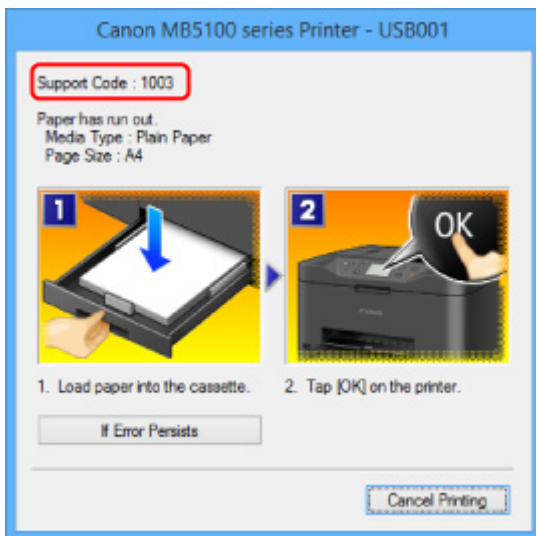 Canon MB5100 series Printer - USB001
Support Code : 1003
Paper has run out.
Media Type : Plain Paper
Page Size : A4
1
2
OK
Canon
1. Load paper into the cassette.
2. Tap [OK] on the printer.
If Error Persists
Cancel Printing